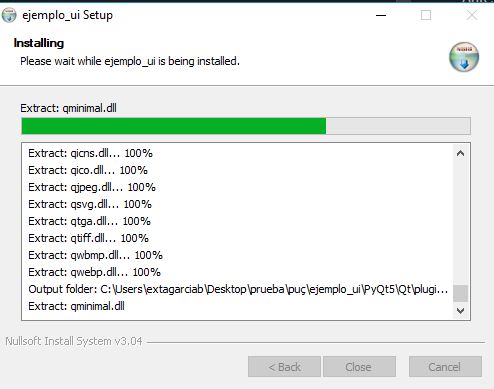 ejemplo_ui Setup
Installing
Please wait while ejemplo_ui is being installed.
Extract: qminimal.dll
Extract: qicns.dll... 100%
Extract: qico.dll... 100%
Extract: qjpeg.dll... 100%
Extract: qsvg.dll... 100%
Extract: qtga.dll... 100%
Extract: qtiff.dll... 100%
Extract: qwbmp.dll... 100%
Extract: qwebp.dll... 100%
Output folder: C:\Users\extagarciab\Desktop\prueba\puç\ejemplo_ui\PyQt5\Qt\plugi...
Extract: qminimal.dll
Nullsoft Install System v3.04
< Back
Close
Cancel